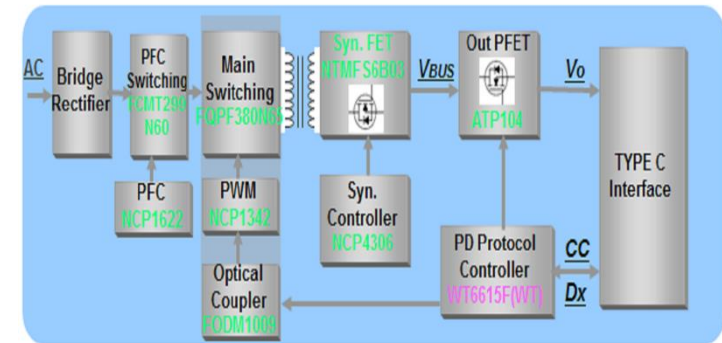 AC
Bridge
Rectifier
PFC
Switching
FCMT290
N60
Main
Switching
FQPF380N65
Syn. FET
NTMFS6B03
VBUS
Out PFET
ATP104
Vo
TYPE C
Interface
PFC
NCP1622
PWM
NCP1342
Syn.
Controller
NCP4306
PD Protocol
Controller
WT6615F(WT)
CC
Dx
Optical
Coupler
FODM1009